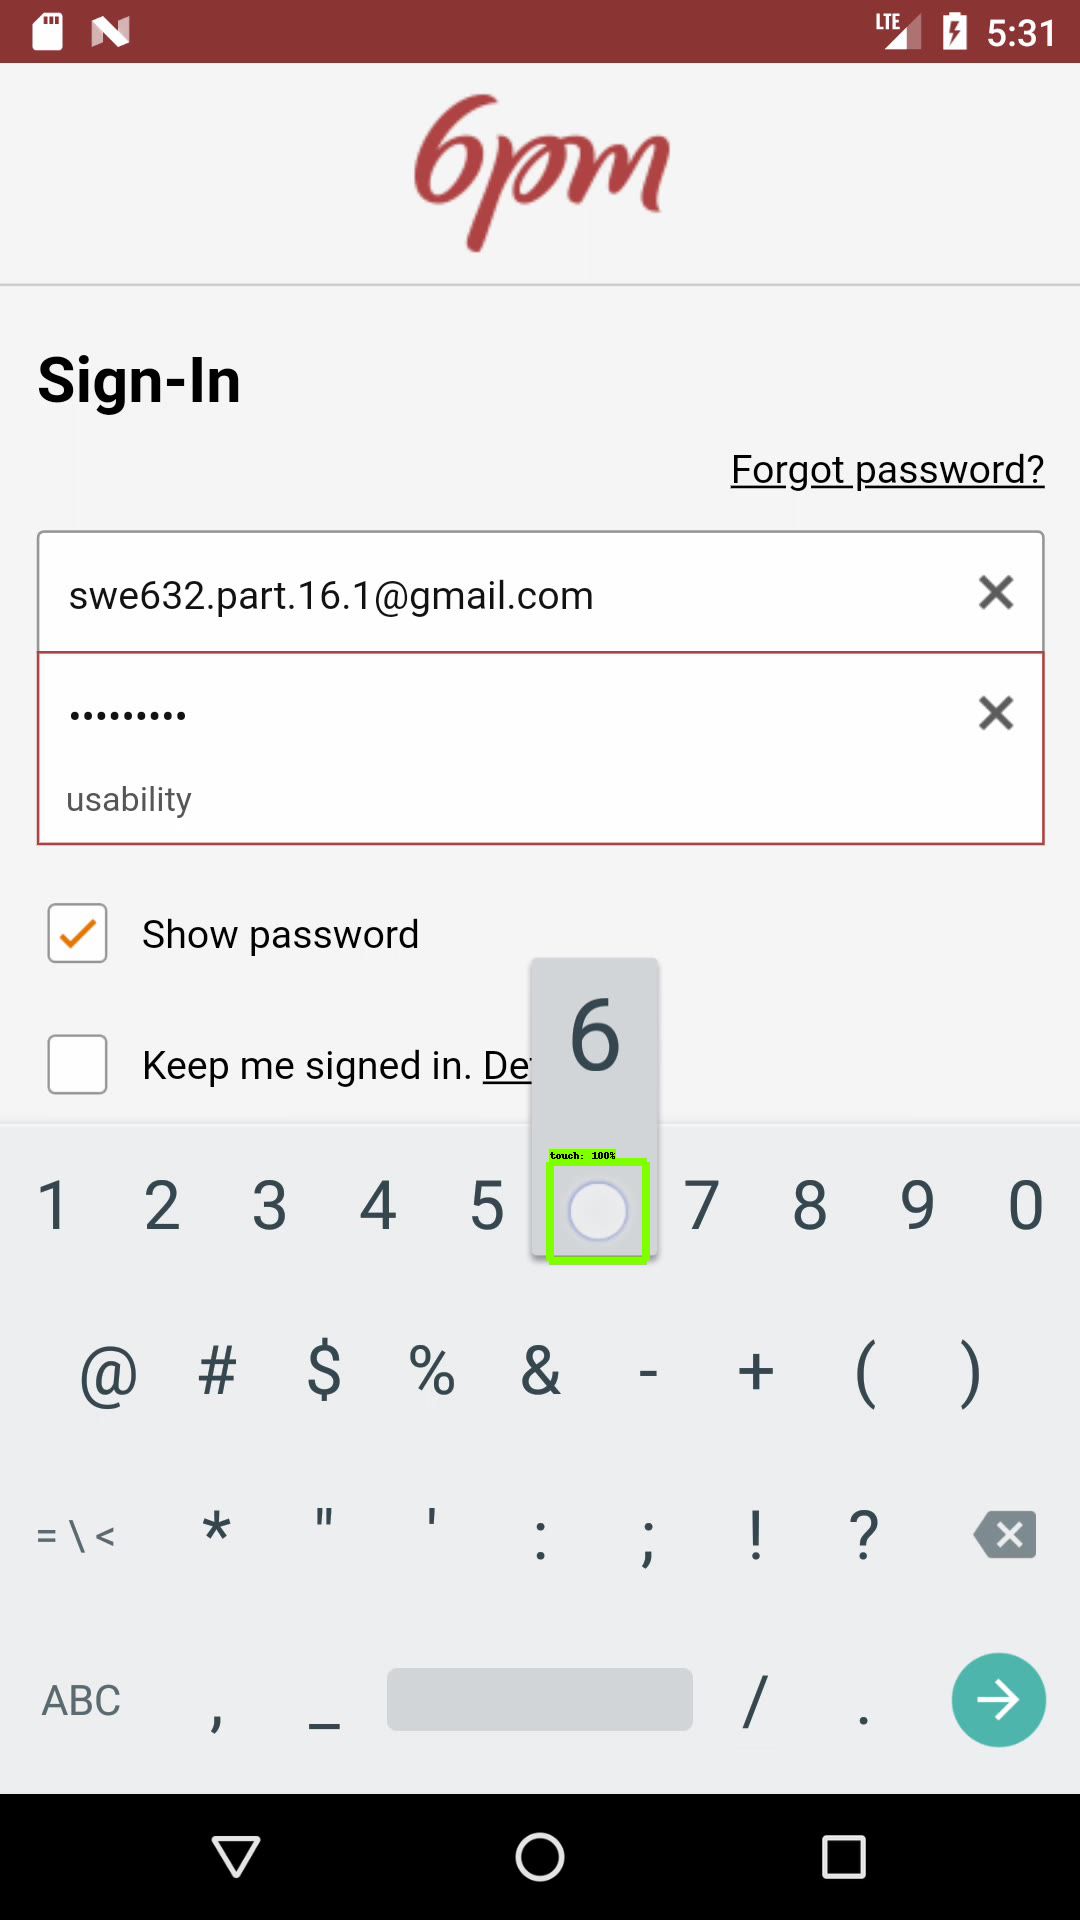 LTE 5:31
6pm
Sign-In
Forgot password?
swe632.part.16.1@gmail.com
•••••••••
usability
Show password
Keep me signed in. De
6
touch: 100%
1 2 3 4 5 7 8 9 0
@ # $ % & - + ( )
= \ < * " ' : ; ! ?
ABC , _ / .